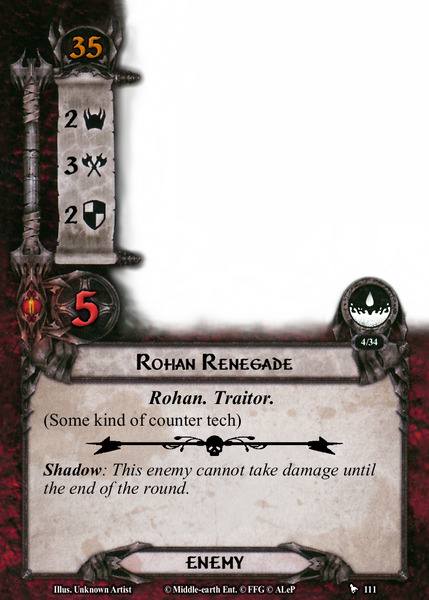 35
2
3
2
5
4/34
Rohan Renegade
Rohan. Traitor.
(Some kind of counter tech)
Shadow: This enemy cannot take damage until
the end of the round.
ENEMY
Illus. Unknown Artist © Middle-earth Ent. © FFG © ALeP 111